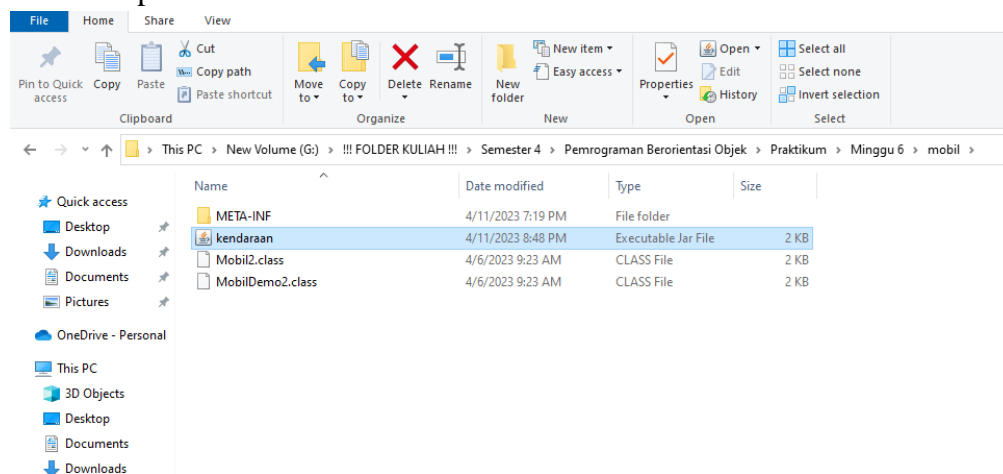 File Home Share View
Pin to Quick access
Copy
Paste
Cut
Copy path
Paste shortcut
Clipboard
Move to
Copy to
Delete
Rename
Organize
New folder
New item
Easy access
New
Properties
Open
Edit
History
Open
Select all
Select none
Invert selection
Select
This PC > New Volume (G:) > !!! FOLDER KULIAH !!! > Semester 4 > Pemrograman Berorientasi Objek > Praktikum > Minggu 6 > mobil >
Quick access
Desktop
Downloads
Documents
Pictures
OneDrive - Personal
This PC
3D Objects
Desktop
Documents
Downloads
Name Date modified Type Size
META-INF 4/11/2023 7:19 PM File folder
kendaraan 4/11/2023 8:48 PM Executable Jar File 2 KB
Mobil2.class 4/6/2023 9:23 AM CLASS File 2 KB
MobilDemo2.class 4/6/2023 9:23 AM CLASS File 2 KB